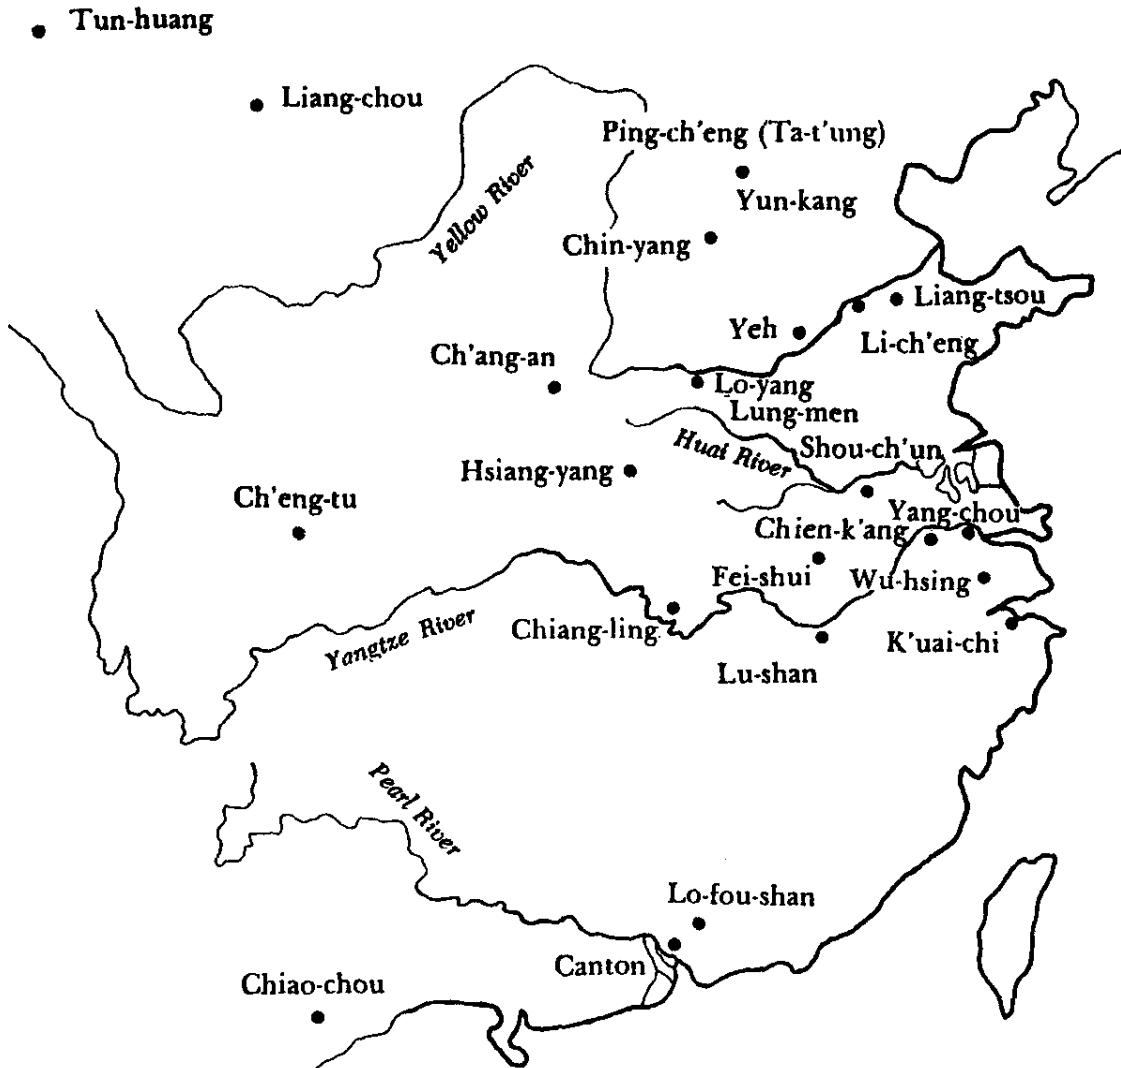 Tun-huang
Liang-chou
Ping-ch'eng (Ta-t'ung)
Yellow River
Yun-kang
Chin-yang
Liang-tsou
Yeh
Li-ch'eng
Ch'ang-an
Lo-yang
Lung-men
Huai River
Shou-ch'un
Hsiang-yang
Ch'eng-tu
Yang-chou
Chien-k'ang
Fei-shui
Wu-hsing
Chiang-ling
Yangtze River
K'uai-chi
Lu-shan
Pearl River
Lo-fou-shan
Canton
Chiao-chou